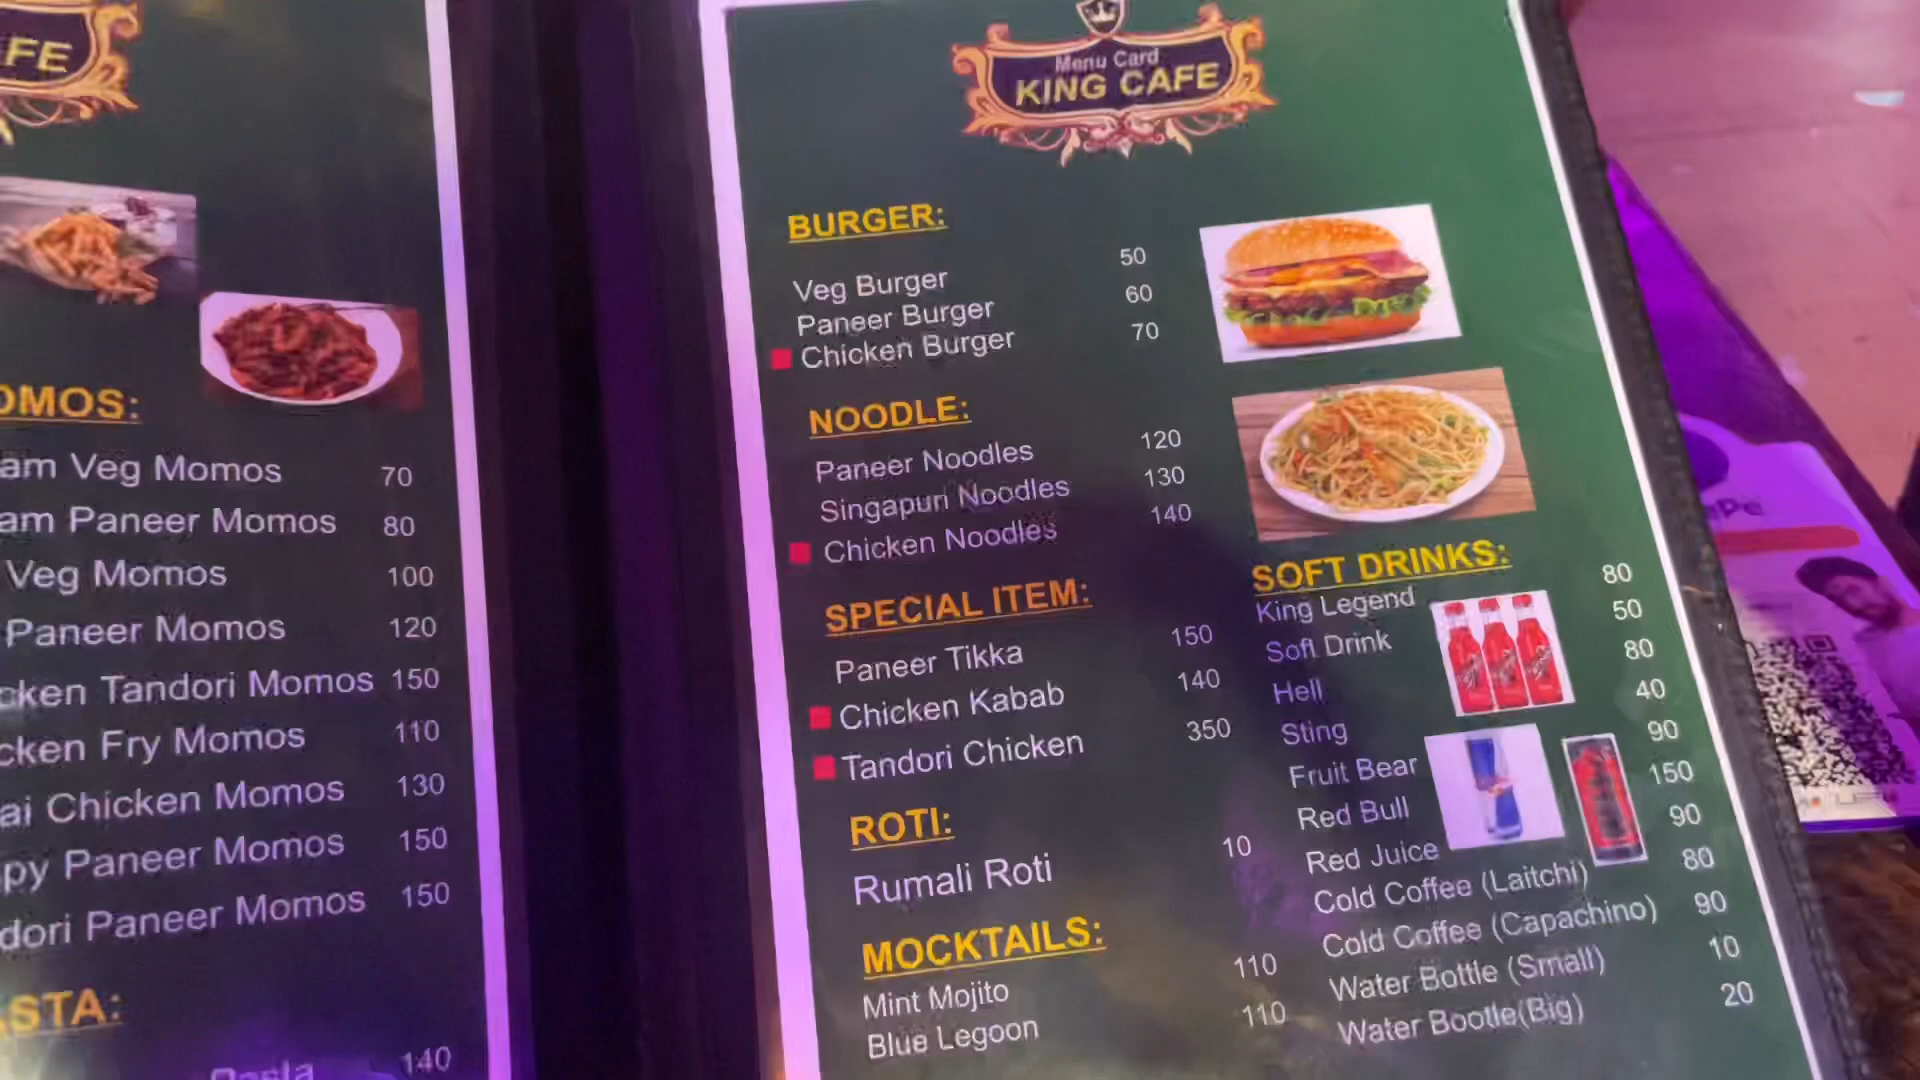 FE
OMOS:
am Veg Momos 70
am Paneer Momos 80
Veg Momos 100
Paneer Momos 120
cken Tandori Momos 150
cken Fry Momos 110
ai Chicken Momos 130
py Paneer Momos 150
dori Paneer Momos 150
ASTA:
Pasta 140
Menu Card
KING CAFE
BURGER:
Veg Burger 50
Paneer Burger 60
Chicken Burger 70
NOODLE:
Paneer Noodles 120
Singapuri Noodles 130
Chicken Noodles 140
SPECIAL ITEM:
Paneer Tikka 150
Chicken Kabab 140
Tandori Chicken 350
ROTI:
Rumali Roti 10
MOCKTAILS:
Mint Mojito 110
Blue Legoon 110
SOFT DRINKS:
King Legend 80
Soft Drink 50
Hell 80
Sting 40
Fruit Bear 90
Red Bull 150
Red Juice 90
Cold Coffee (Laitchi) 80
Cold Coffee (Capachino) 90
Water Bottle (Small) 10
Water Bootle(Big) 20